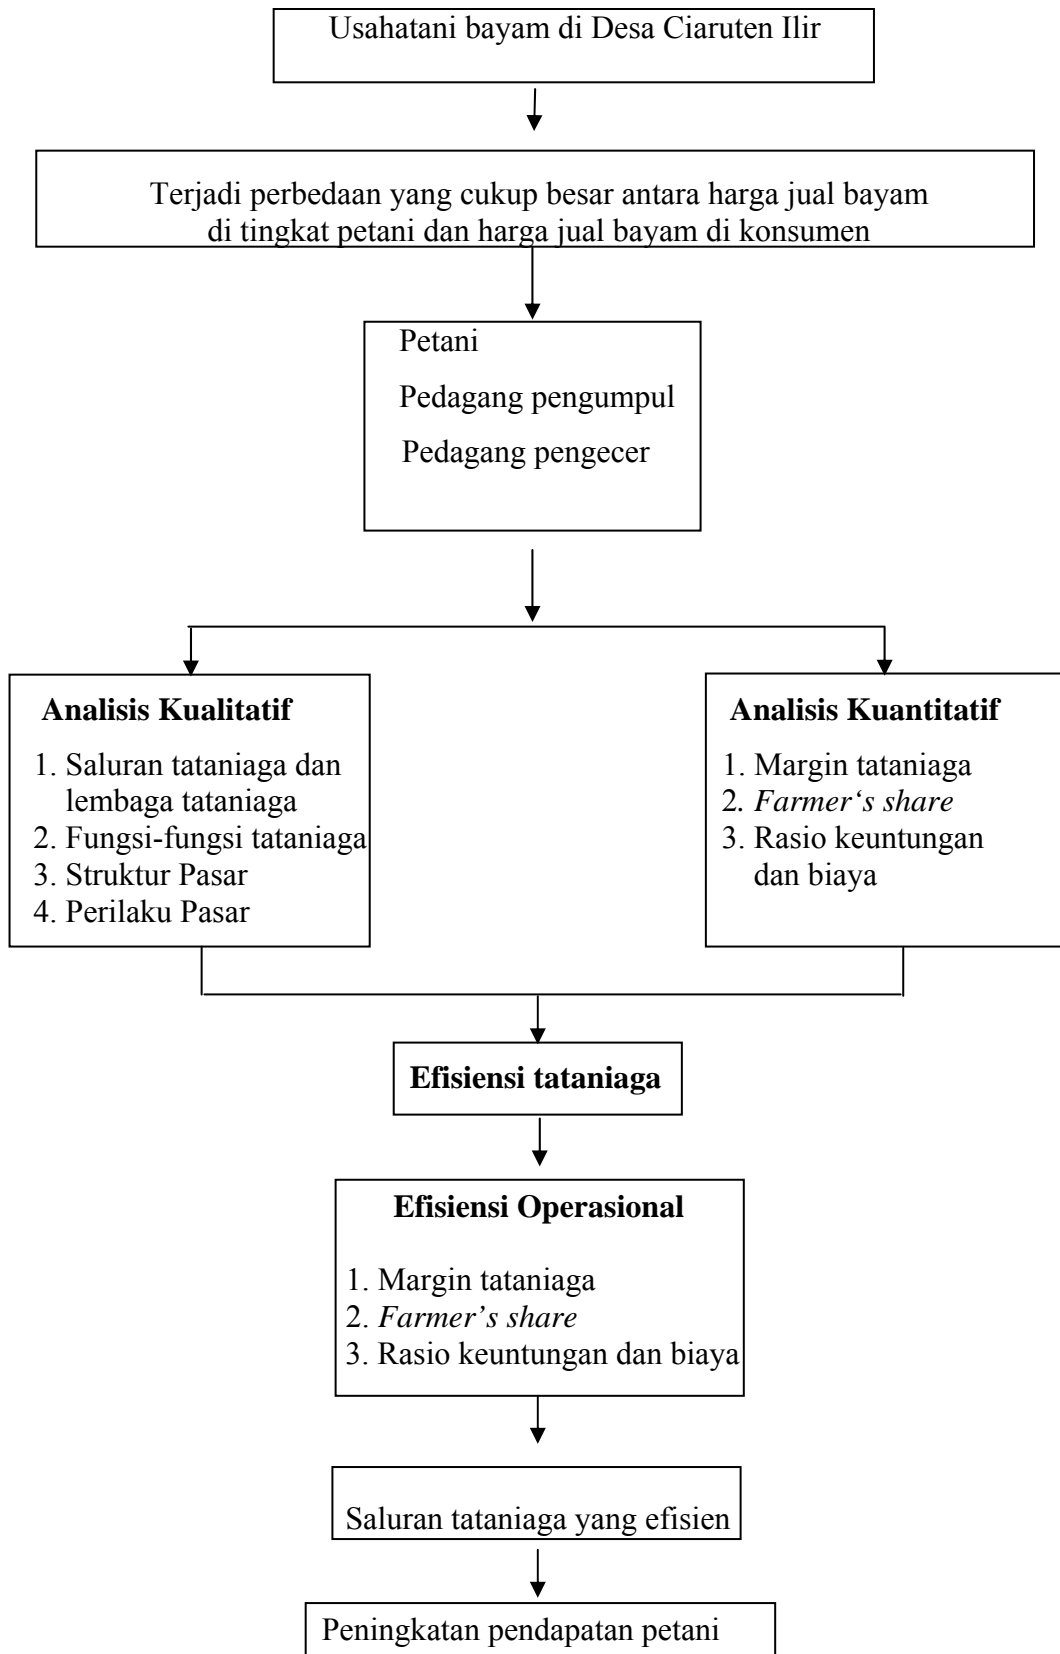 Usahatani bayam di Desa Ciaruten Ilir
Terjadi perbedaan yang cukup besar antara harga jual bayam
di tingkat petani dan harga jual bayam di konsumen
Petani
Pedagang pengumpul
Pedagang pengecer
Analisis Kualitatif
1. Saluran tataniaga dan
lembaga tataniaga
2. Fungsi-fungsi tataniaga
3. Struktur Pasar
4. Perilaku Pasar
Analisis Kuantitatif
1. Margin tataniaga
2. Farmer‘s share
3. Rasio keuntungan
dan biaya
Efisiensi tataniaga
Efisiensi Operasional
1. Margin tataniaga
2. Farmer’s share
3. Rasio keuntungan dan biaya
Saluran tataniaga yang efisien
Peningkatan pendapatan petani